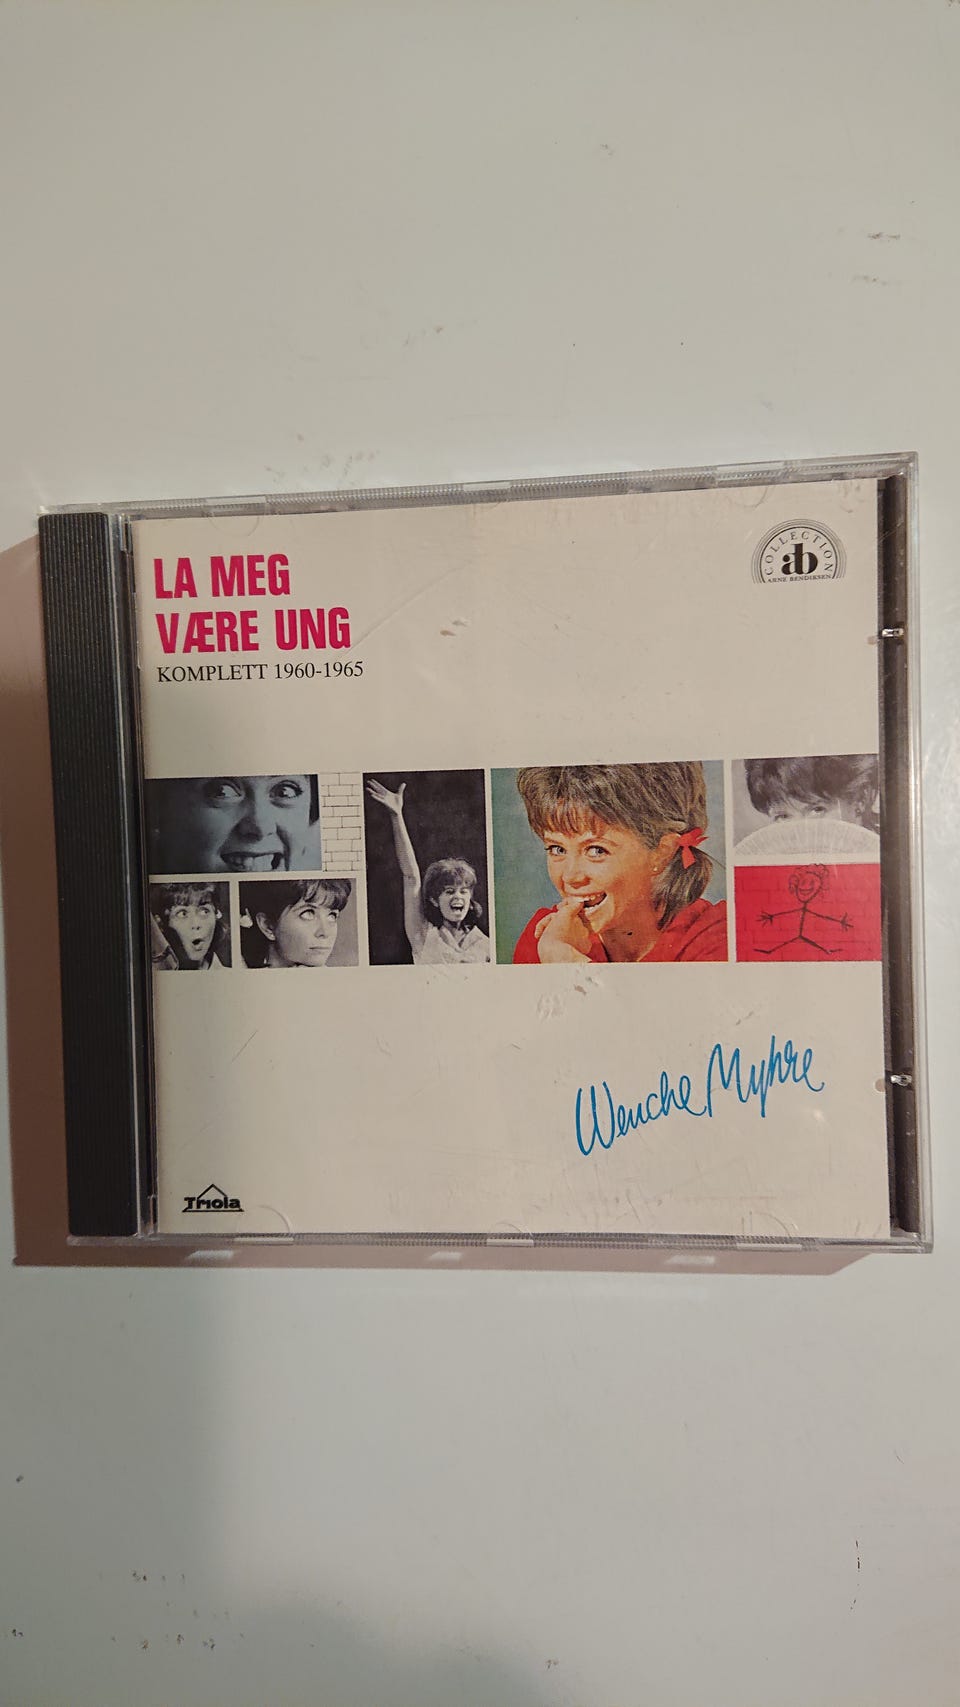 LA MEG
VÆRE UNG
KOMPLETT 1960-1965
COLLECTION
ab
ARNE BENDIKSEN
Wenche Myhre
Triola